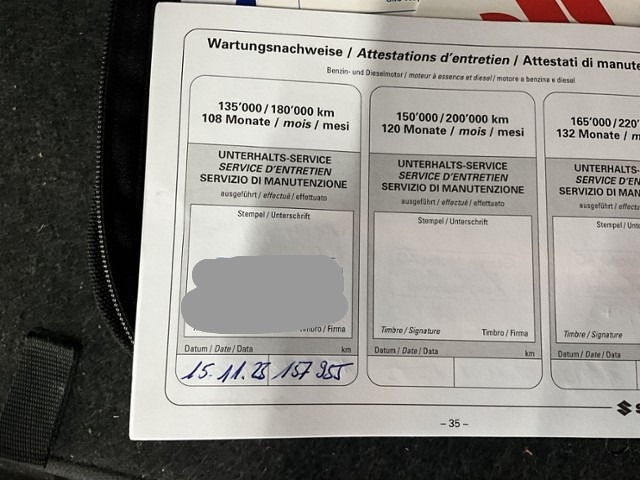 Wartungsnachweise / Attestations d'entretien / Attestati di manute
Benzin- und Dieselmotor / moteur à essence et diesel / motore a benzina e diesel
135'000 / 180'000 km
108 Monate / mois / mesi
UNTERHALTS-SERVICE
SERVICE D'ENTRETIEN
SERVIZIO DI MANUTENZIONE
ausgeführt / effectué / effettuato
Stempel / Unterschrift
Timbro / Firma
Datum / Date / Data km
15.11.25 157 955
150'000 / 200'000 km
120 Monate / mois / mesi
UNTERHALTS-SERVICE
SERVICE D'ENTRETIEN
SERVIZIO DI MANUTENZIONE
ausgeführt / effectué / effettuato
Stempel / Unterschrift
Timbre / Signature Timbro / Firma
Datum / Date / Data km
165'000 / 220'
132 Monate / m
UNTERHALTS-
SERVICE D'EN
SERVIZIO DI MAN
ausgeführt / effec
Stempel / U
Timbre / Signature
Datum / Date / Data
S
– 35 –